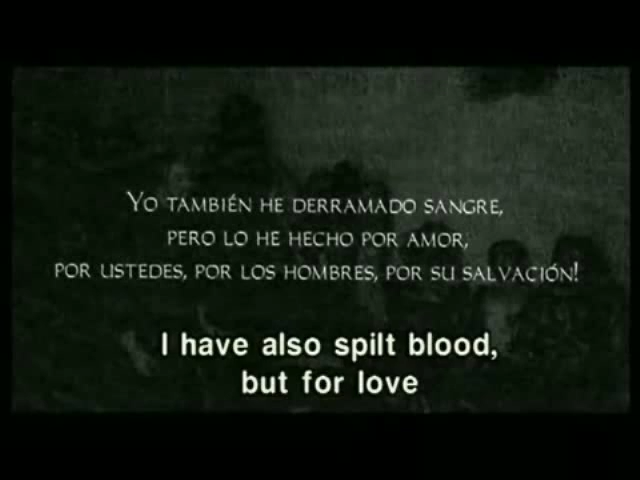 YO TAMBIÉN HE DERRAMADO SANGRE,
PERO LO HE HECHO POR AMOR,
POR USTEDES, POR LOS HOMBRES, POR SU SALVACIÓN!
I have also spilt blood,
but for love